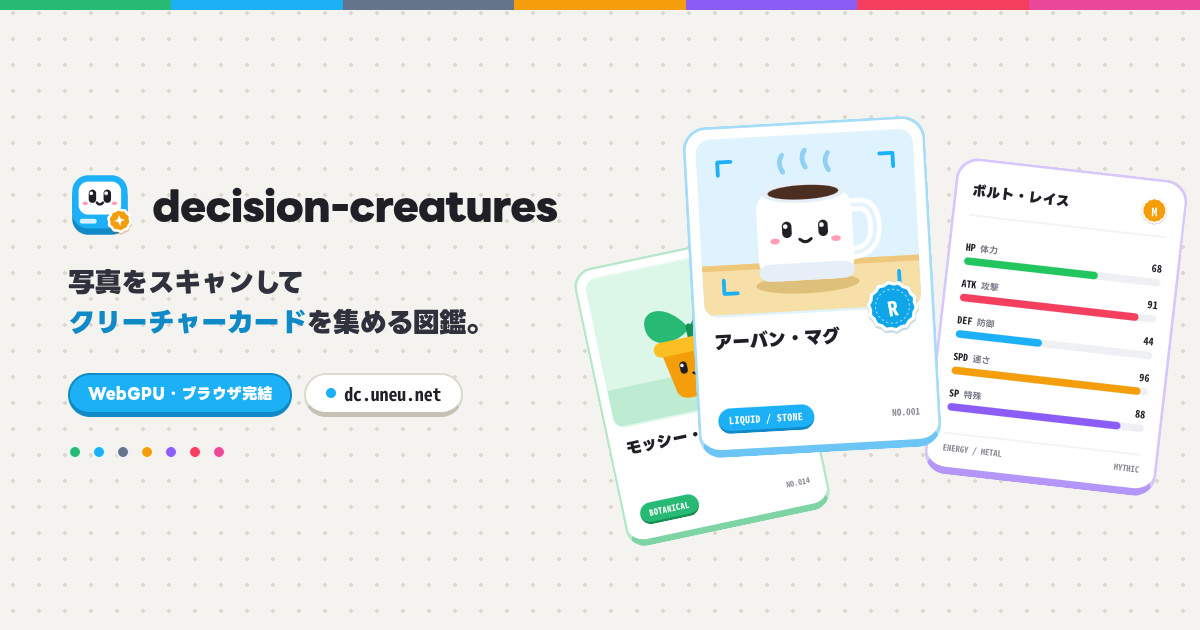 decision-creatures
写真をスキャンして
クリーチャーカードを集める図鑑。
WebGPU・ブラウザ完結
dc.uneu.net
モッシー・
NO.014
BOTANICAL
R
アーバン・マグ
LIQUID / STONE
NO.001
ボルト・レイス
M
HP 体力
68
ATK 攻撃
91
DEF 防御
44
SPD 速さ
96
SP 特殊
88
ENERGY / METAL
MYTHIC